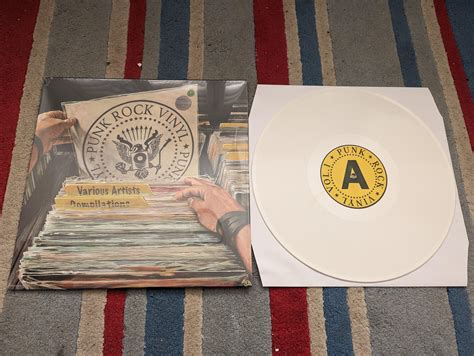 PUNK ROCK VINYL
PUNK
Various Artists
Compilations
PUNK ROCK VINYL
VOL.1
A